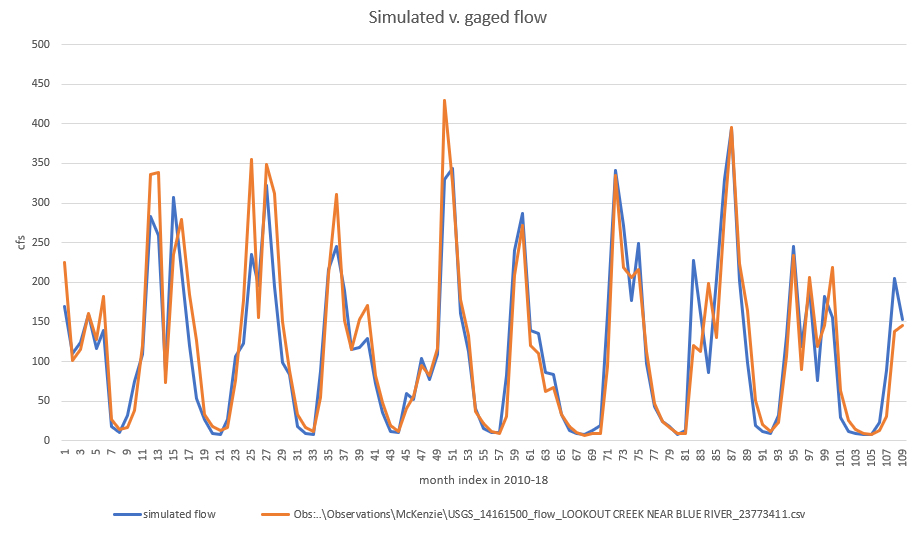 Simulated v. gaged flow
500
450
400
350
300
250
200
150
100
50
0
cfs
1 3 5 7 9 11 13 15 17 19 21 23 25 27 29 31 33 35 37 39 41 43 45 47 49 51 53 55 57 59 61 63 65 67 69 71 73 75 77 79 81 83 85 87 89 91 93 95 97 99 101 103 105 107 109
month index in 2010-18
simulated flow Obs:..\Observations\McKenzie\USGS_14161500_flow_LOOKOUT CREEK NEAR BLUE RIVER_23773411.csv